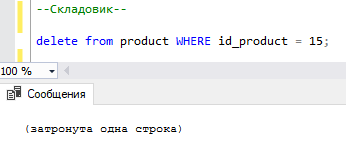 --Складовик--
delete from product WHERE id_product = 15;
100 %
Сообщения
(затронута одна строка)